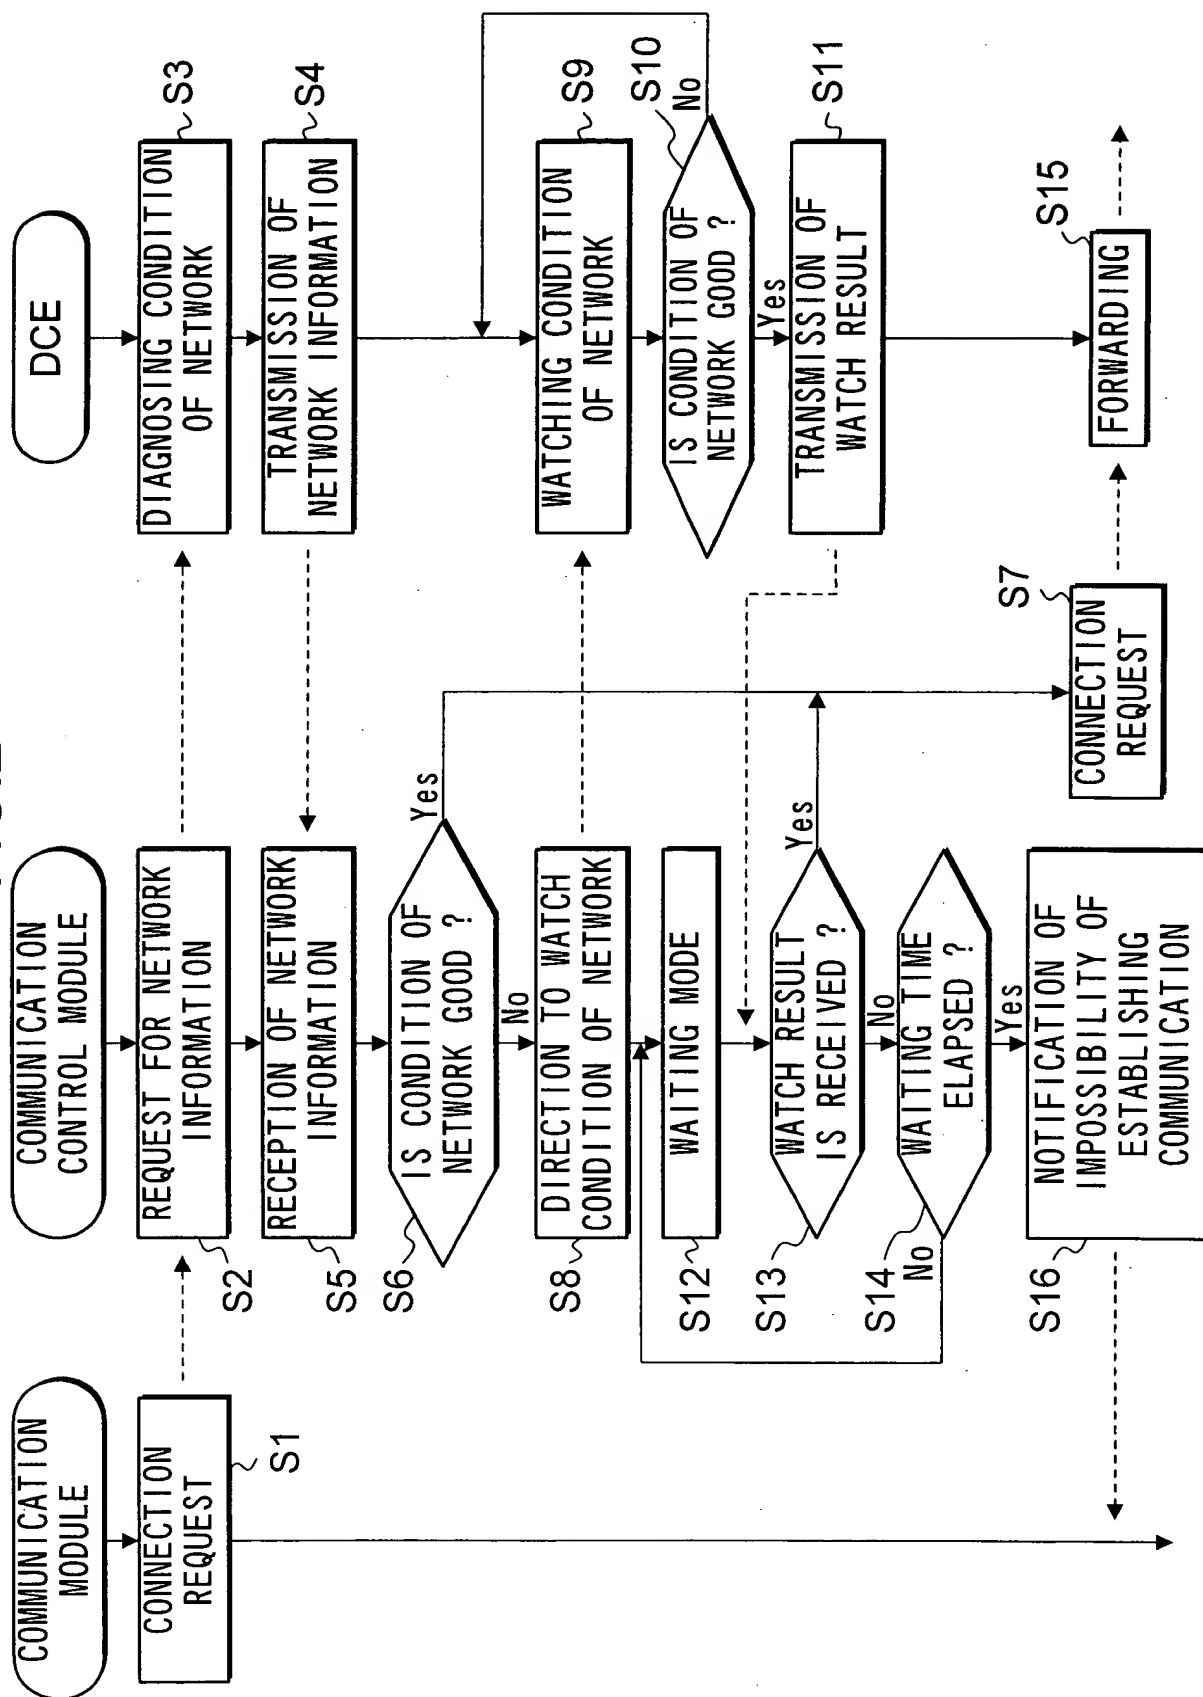 COMMUNICATION
MODULE
CONNECTION
REQUEST
S1
COMMUNICATION
CONTROL MODULE
REQUEST FOR NETWORK
INFORMATION
S2
RECEPTION OF NETWORK
INFORMATION
S5
IS CONDITION OF
NETWORK GOOD ?
S6
Yes
No
DIRECTION TO WATCH
CONDITION OF NETWORK
S8
WAITING MODE
S12
WATCH RESULT
IS RECEIVED ?
S13
Yes
No
WAITING TIME
ELAPSED ?
S14
No
Yes
NOTIFICATION OF
IMPOSSIBILITY OF
ESTABLISHING
COMMUNICATION
S16
CONNECTION
REQUEST
S7
DCE
DIAGNOSING CONDITION
OF NETWORK
S3
TRANSMISSION OF
NETWORK INFORMATION
S4
WATCHING CONDITION
OF NETWORK
S9
IS CONDITION OF
NETWORK GOOD ?
S10
No
Yes
TRANSMISSION OF
WATCH RESULT
S11
FORWARDING
S15